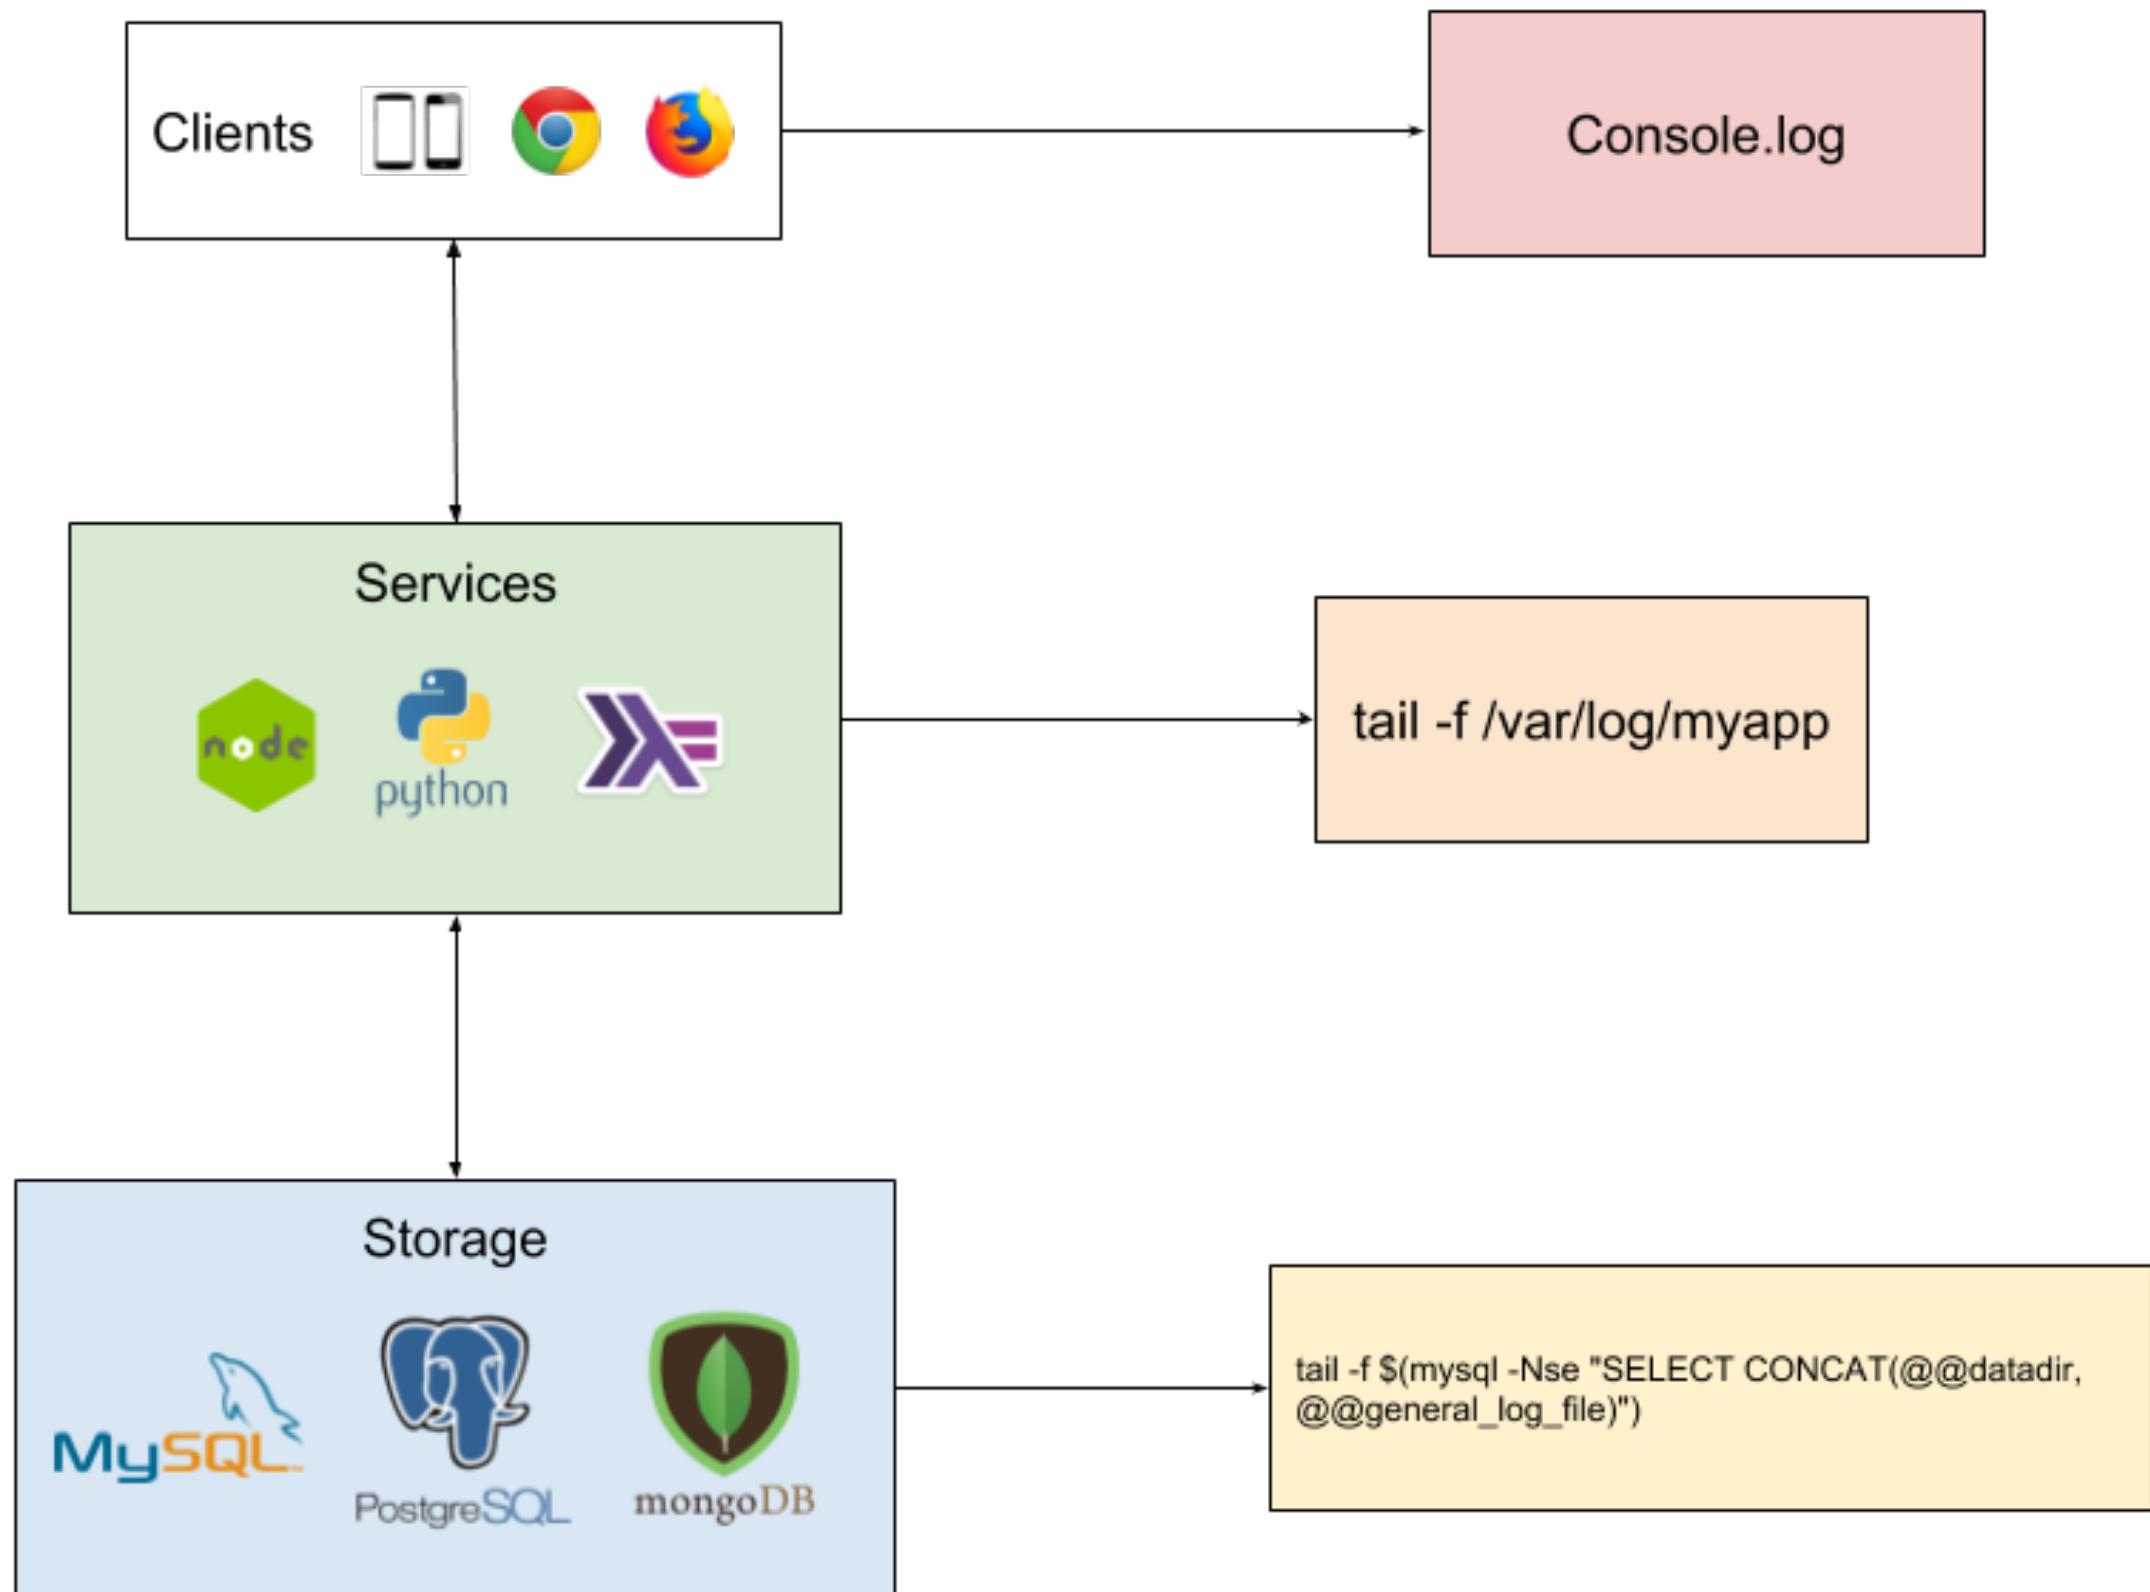 Clients
Console.log
Services
node
python
tail -f /var/log/myapp
Storage
MySQL
PostgreSQL
mongoDB
tail -f $(mysql -Nse "SELECT CONCAT(@@datadir,
@@general_log_file)")